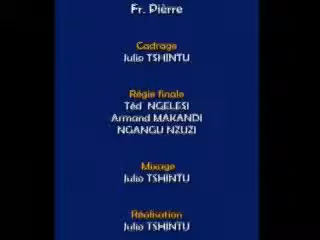 Fr. Pièrre
Cadrage
Julio TSHINTU
Régie finale
Téd NGELESI
Armand MAKANDI
NGANGU NZUZI
Mixage
Julio TSHINTU
Réalisation
Julio TSHINTU